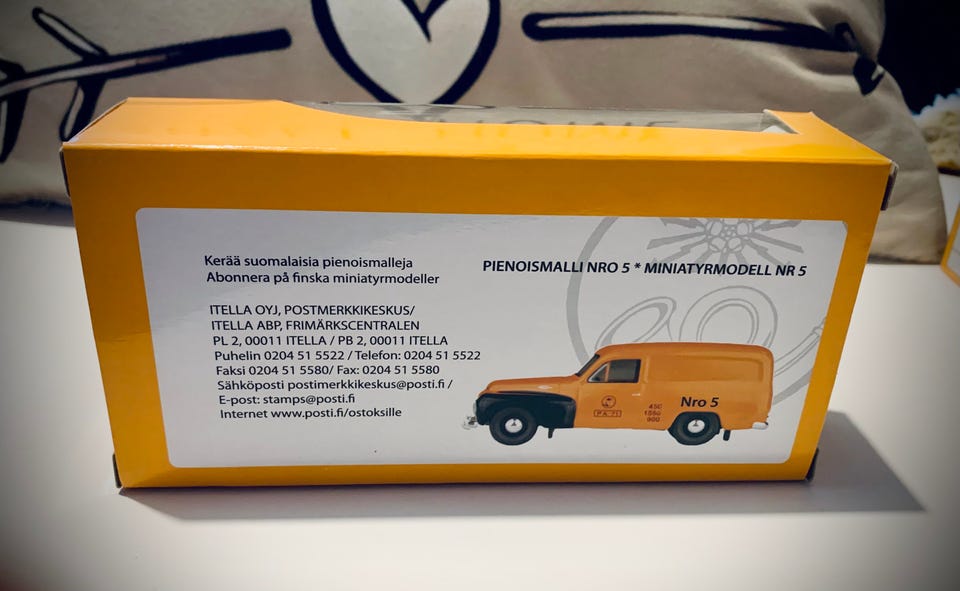 Kerää suomalaisia pienoismalleja
Abonnera på finska miniatyrmodeller
ITELLA OYJ, POSTMERKKIKESKUS/
ITELLA ABP, FRIMÄRKSCENTRALEN
PL 2, 00011 ITELLA / PB 2, 00011 ITELLA
Puhelin 0204 51 5522 / Telefon: 0204 51 5522
Faksi 0204 51 5580/ Fax: 0204 51 5580
Sähköposti postimerkkikeskus@posti.fi /
E-post: stamps@posti.fi
Internet www.posti.fi/ostoksille
PIENOISMALLI NRO 5 * MINIATYRMODELL NR 5
Nro 5